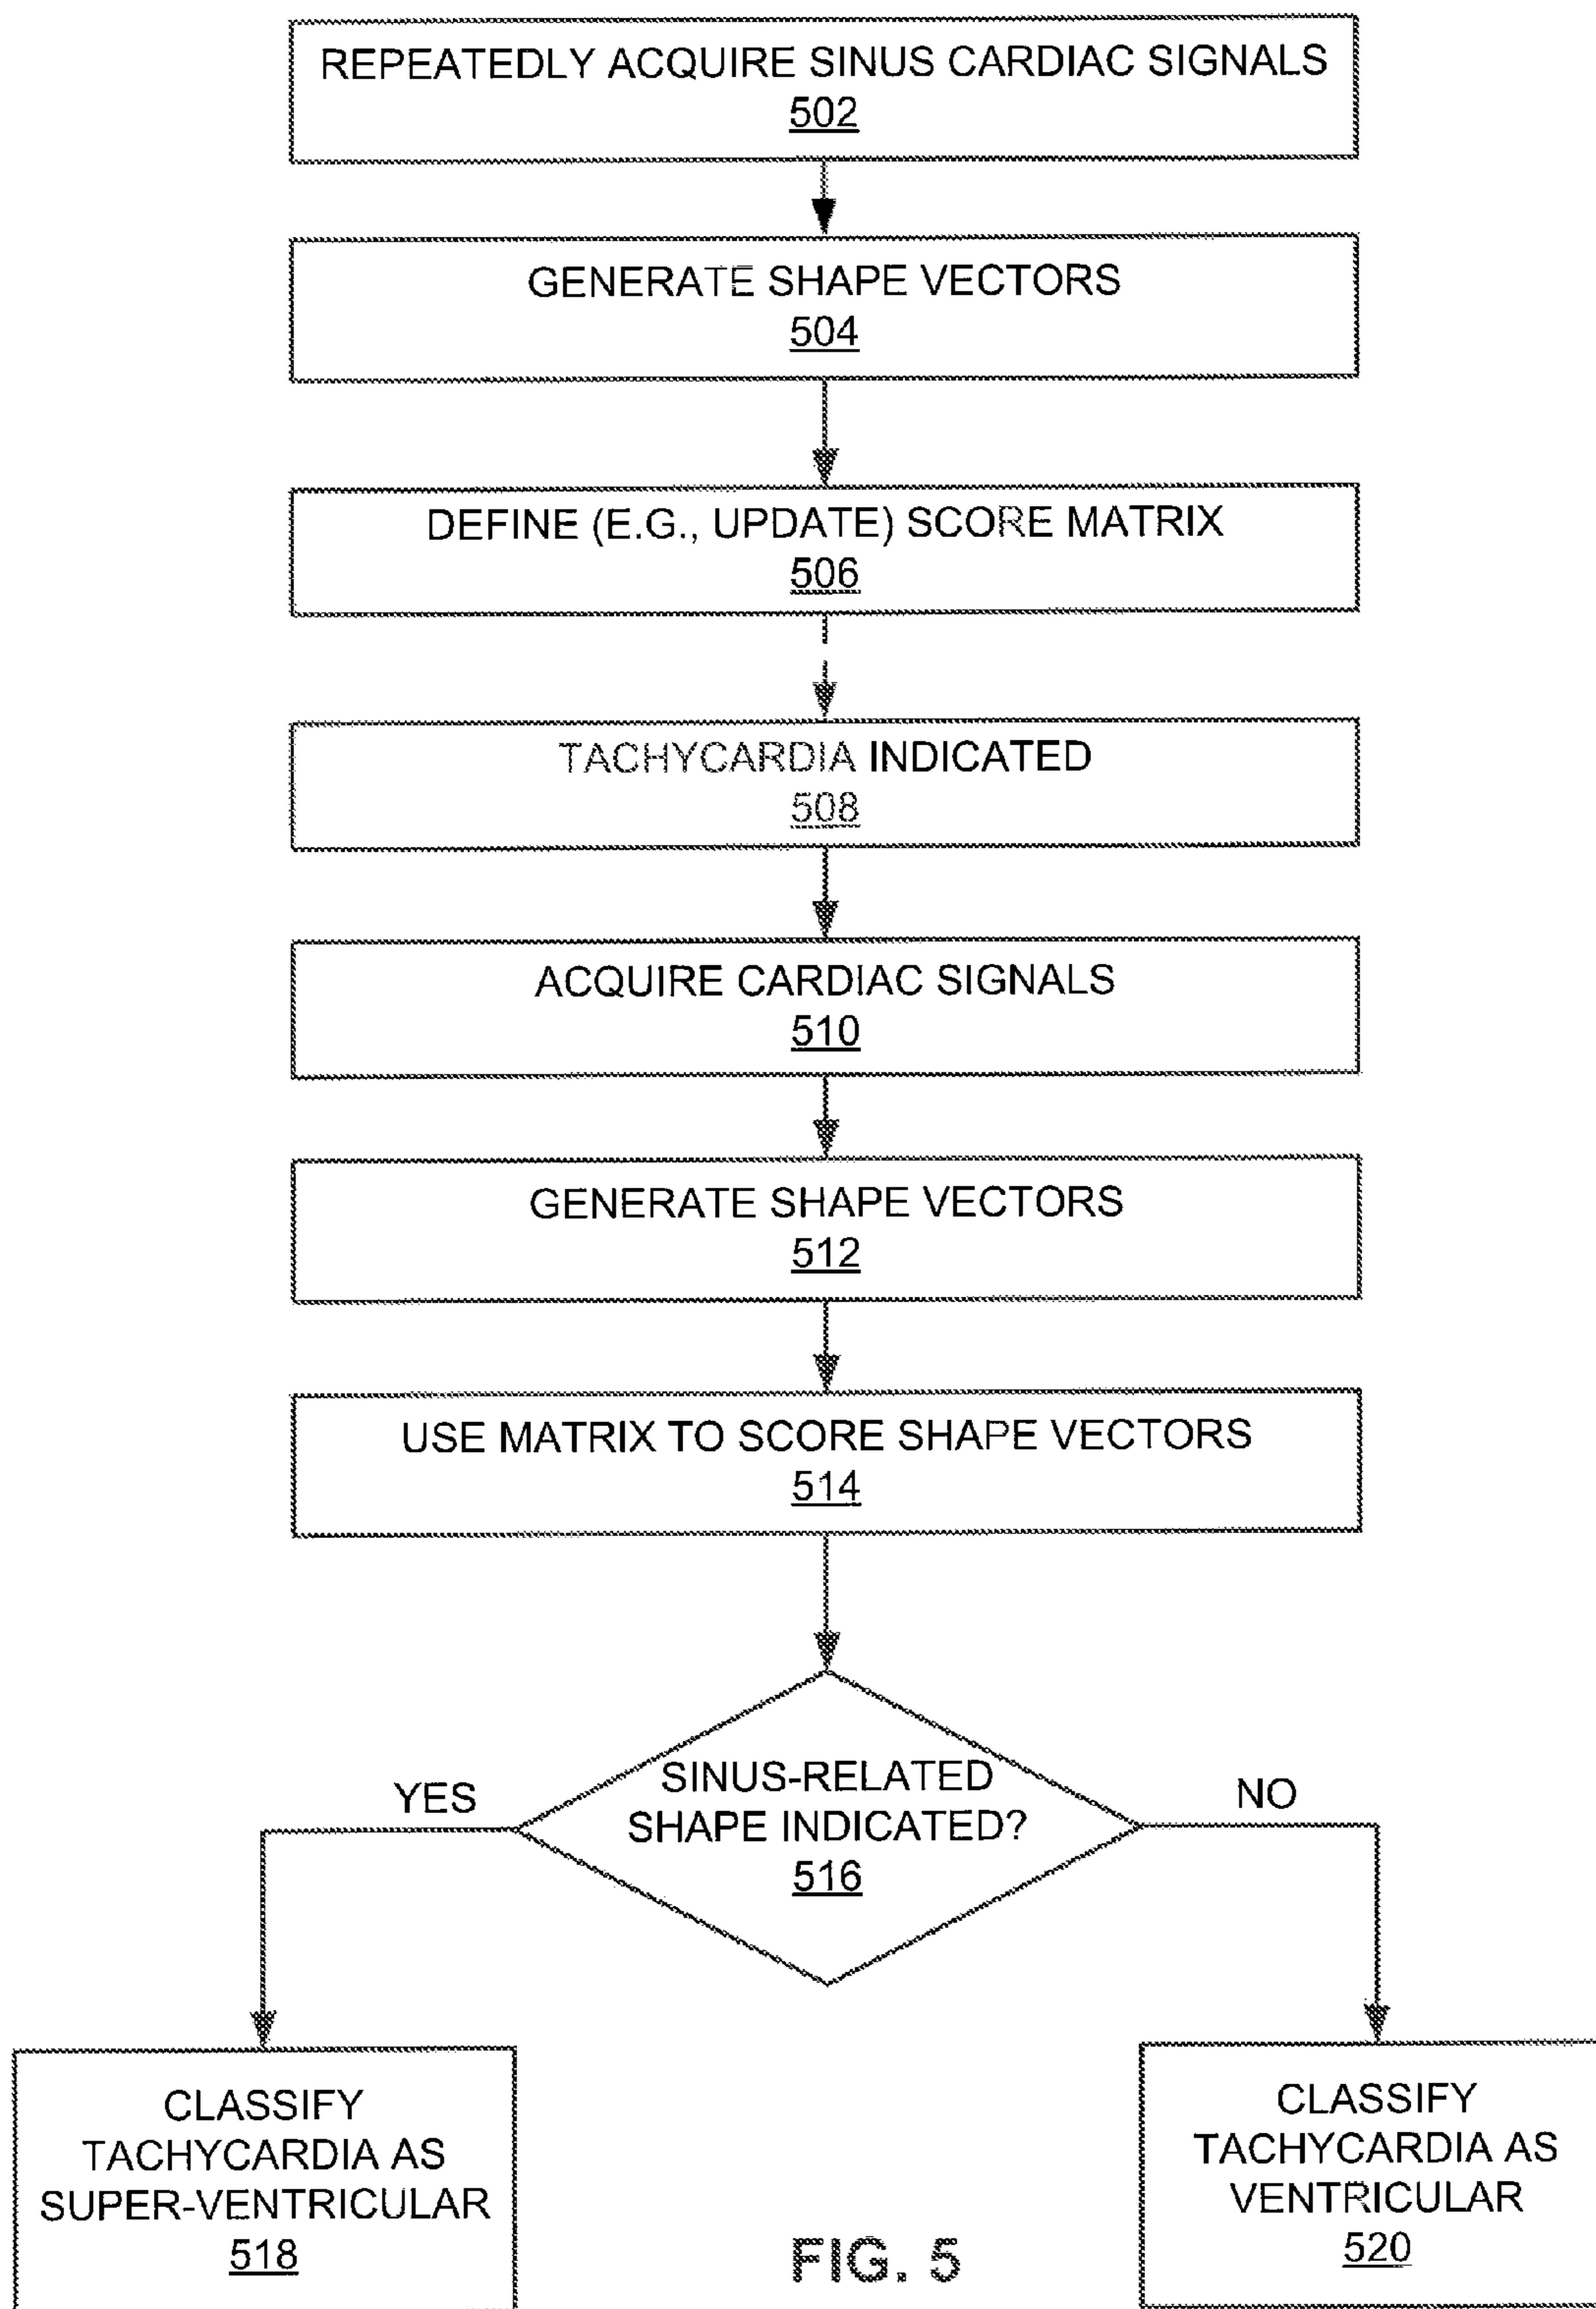 REPEATEDLY ACQUIRE SINUS CARDIAC SIGNALS
502
GENERATE SHAPE VECTORS
504
DEFINE (E.G., UPDATE) SCORE MATRIX
506
TACHYCARDIA INDICATED
508
ACQUIRE CARDIAC SIGNALS
510
GENERATE SHAPE VECTORS
512
USE MATRIX TO SCORE SHAPE VECTORS
514
SINUS-RELATED
SHAPE INDICATED?
516
YES
NO
CLASSIFY
TACHYCARDIA AS
SUPER-VENTRICULAR
518
CLASSIFY
TACHYCARDIA AS
VENTRICULAR
520
FIG. 5